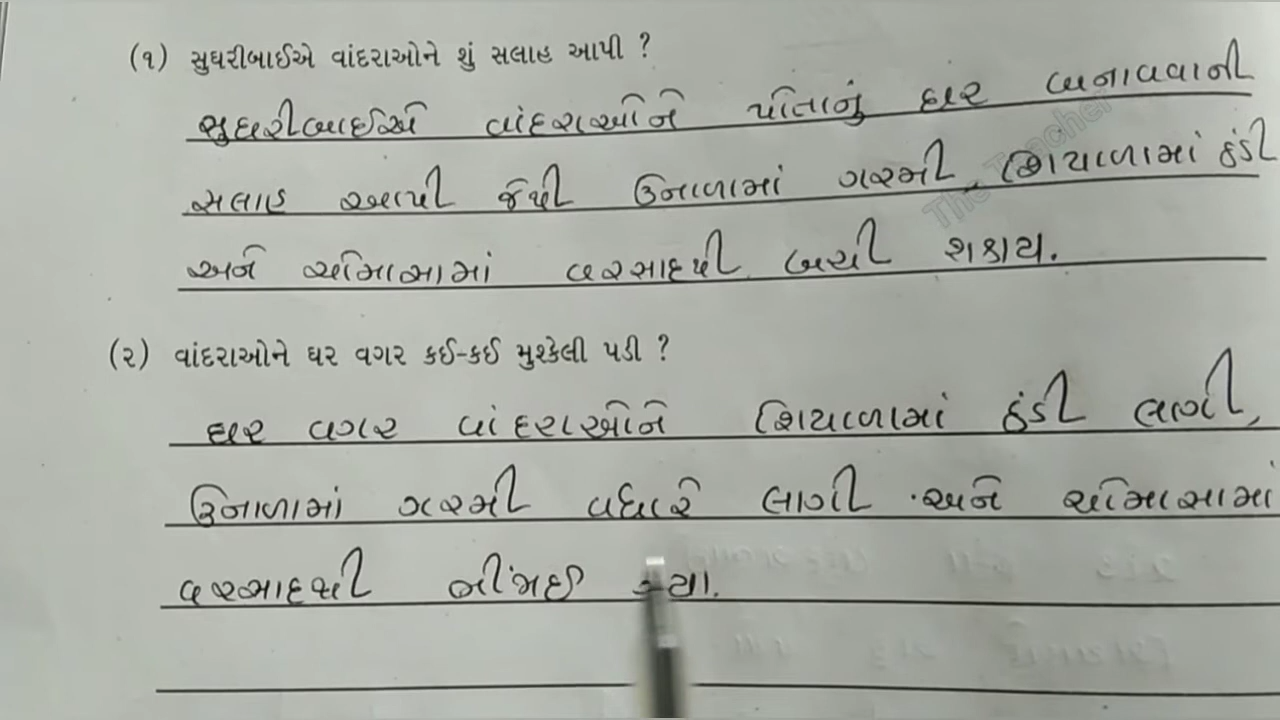 (૧) સુઘરીબાઈએ વાંદરાઓને શું સલાહ આપી ?
સુઘરીબાઈએ વાંદરાઓને પોતાનું ઘર બનાવવાની
સલાહ આપી જેથી ઉનાળામાં ગરમી, શિયાળામાં ઠંડી
અને ચોમાસામાં વરસાદથી બચી શકાય.
(૨) વાંદરાઓને ઘર વગર કઈ-કઈ મુશ્કેલી પડી ?
ઘર વગર વાંદરાઓને શિયાળામાં ઠંડી લાગી,
ઉનાળામાં ગરમી વધારે લાગી અને ચોમાસામાં
વરસાદથી ભીંજાઈ
The Teacher